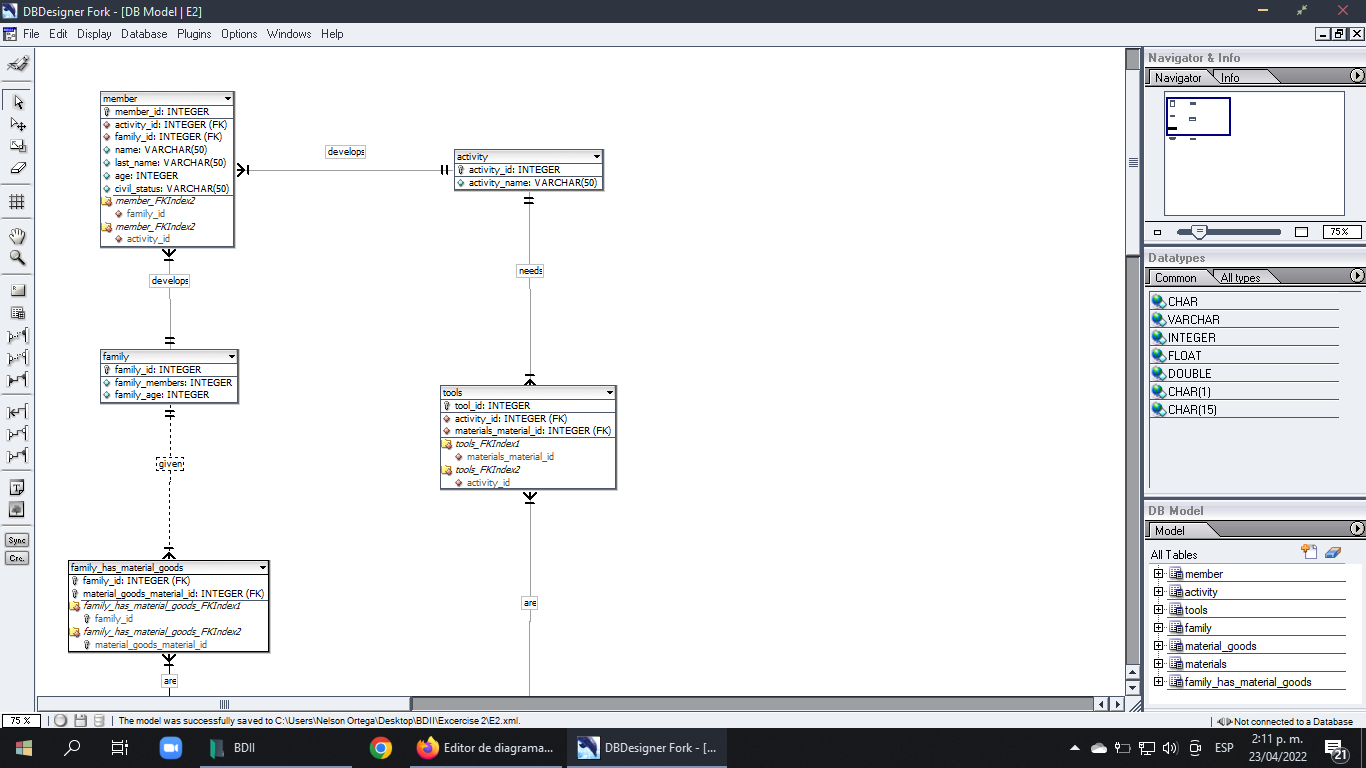 DBDesigner Fork - [DB Model | E2]
File Edit Display Database Plugins Options Windows Help
member
member_id: INTEGER
activity_id: INTEGER (FK)
family_id: INTEGER (FK)
name: VARCHAR(50)
last_name: VARCHAR(50)
age: INTEGER
civil_status: VARCHAR(50)
member_FKIndex2
family_id
member_FKIndex2
activity_id
develops
activity
activity_id: INTEGER
activity_name: VARCHAR(50)
develops
needs
family
family_id: INTEGER
family_members: INTEGER
family_age: INTEGER
tools
tool_id: INTEGER
activity_id: INTEGER (FK)
materials_material_id: INTEGER (FK)
tools_FKIndex1
materials_material_id
tools_FKIndex2
activity_id
given
family_has_material_goods
family_id: INTEGER (FK)
material_goods_material_id: INTEGER (FK)
family_has_material_goods_FKIndex1
family_id
family_has_material_goods_FKIndex2
material_goods_material_id
are
are
Sync
Cre.
Navigator & Info
Navigator Info
75%
Datatypes
Common All types
CHAR
VARCHAR
INTEGER
FLOAT
DOUBLE
CHAR(1)
CHAR(15)
DB Model
Model
All Tables
member
activity
tools
family
material_goods
materials
family_has_material_goods
75 % The model was successfully saved to C:\Users\Nelson Ortega\Desktop\BDII\Excercise 2\E2.xml. Not connected to a Database
BDII Editor de diagrama... DBDesigner Fork - [... ESP 2:11 p. m.
23/04/2022 21